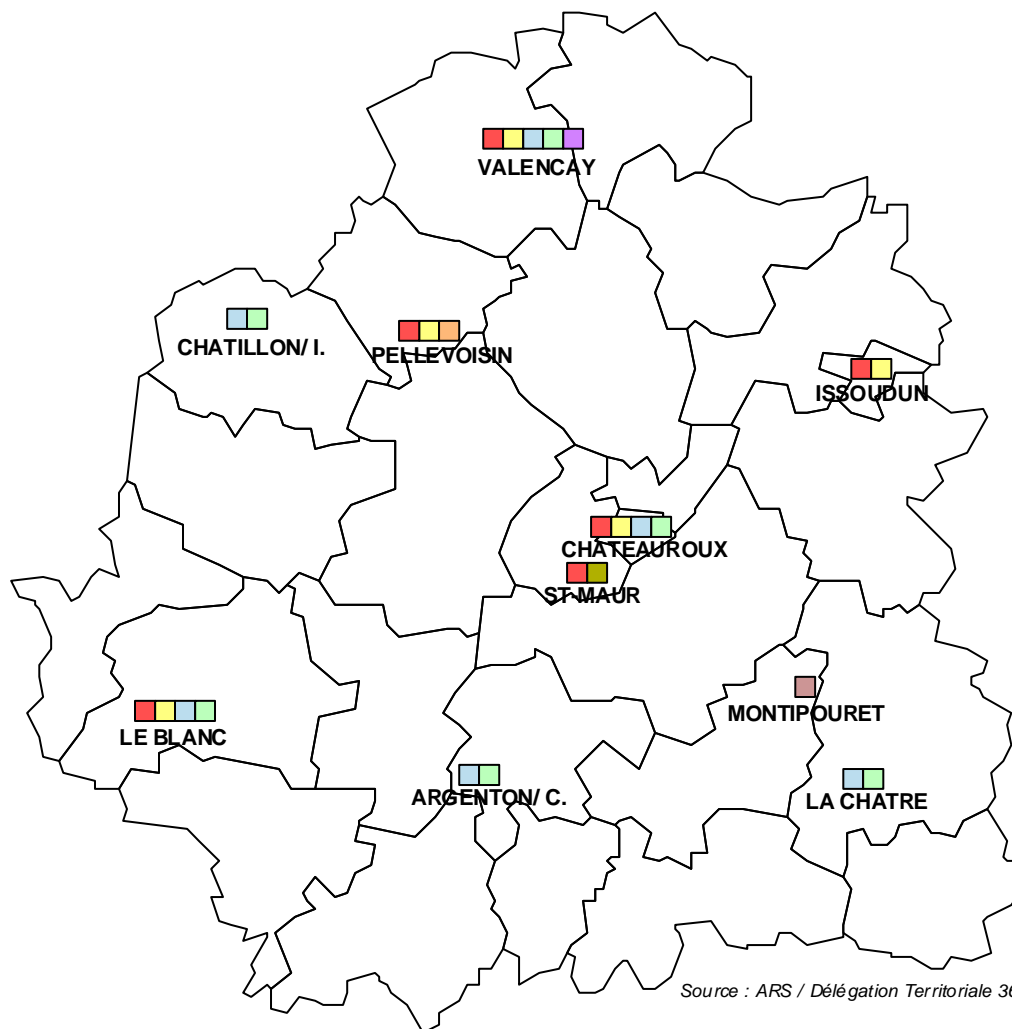 VALENCAY
CHATILLON/ I.
PELLEVOISIN
ISSOUDUN
CHATEAUROUX
ST-MAUR
MONTIPOURET
LE BLANC
ARGENTON/ C.
LA CHATRE
Source : ARS / Délégation Territoriale 36